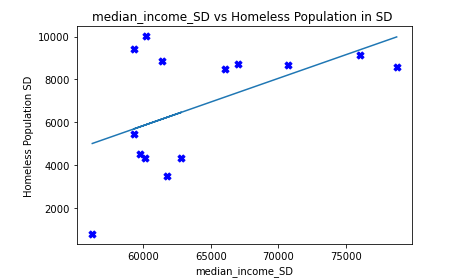 median_income_SD vs Homeless Population in SD
10000
8000
6000
4000
2000
Homeless Population SD
60000 65000 70000 75000
median_income_SD